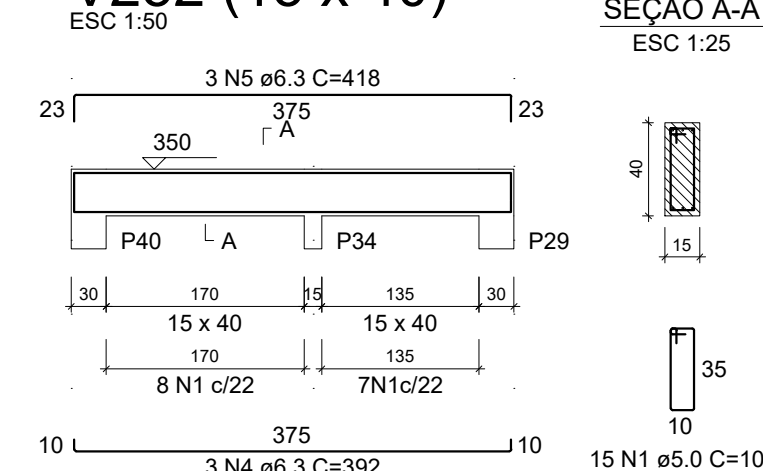 ESC 1:50
SEÇÃO A-A
ESC 1:25
3 N5 ø6.3 C=418
23
375
23
A
350
40
P40
A
P34
P29
15
30
170
15
135
30
15 x 40
15 x 40
170
135
8 N1 c/22
7N1c/22
35
10
10
375
10
3 N4 ø6.3 C=392
15 N1 ø5.0 C=10